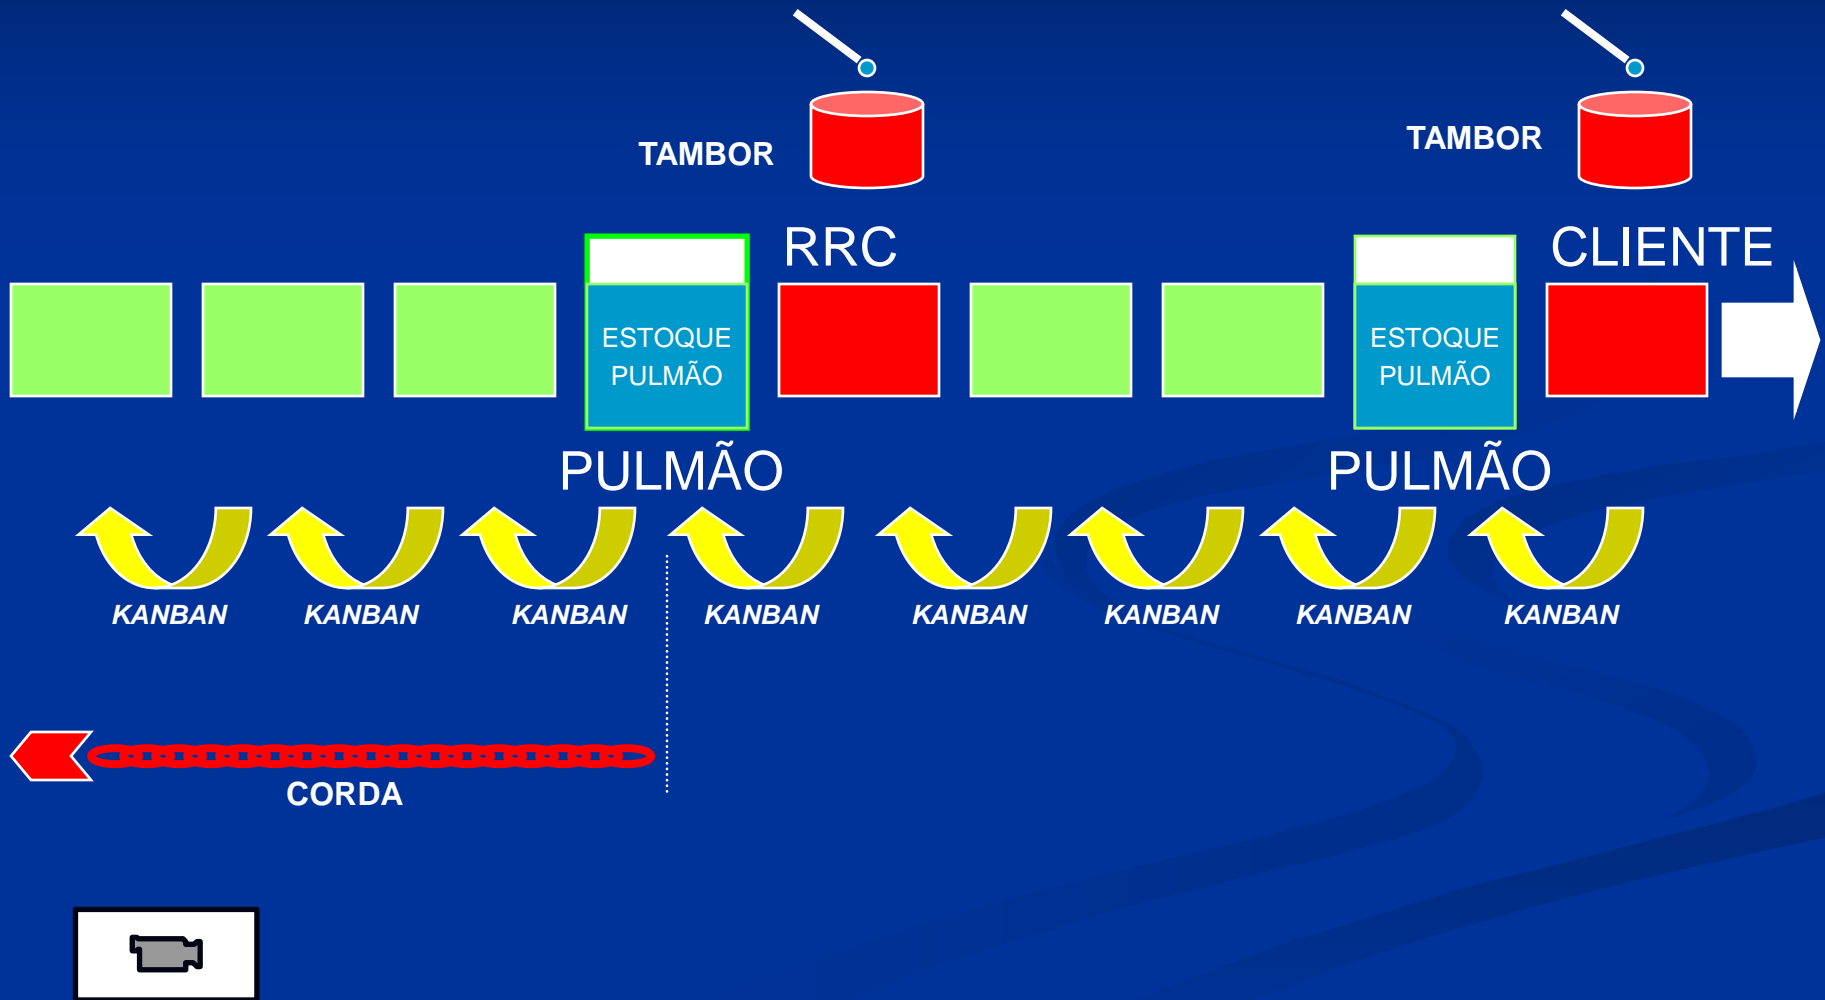 TAMBOR
TAMBOR
RRC
CLIENTE
ESTOQUE
PULMÃO
ESTOQUE
PULMÃO
PULMÃO
PULMÃO
KANBAN
KANBAN
KANBAN
KANBAN
KANBAN
KANBAN
KANBAN
KANBAN
CORDA